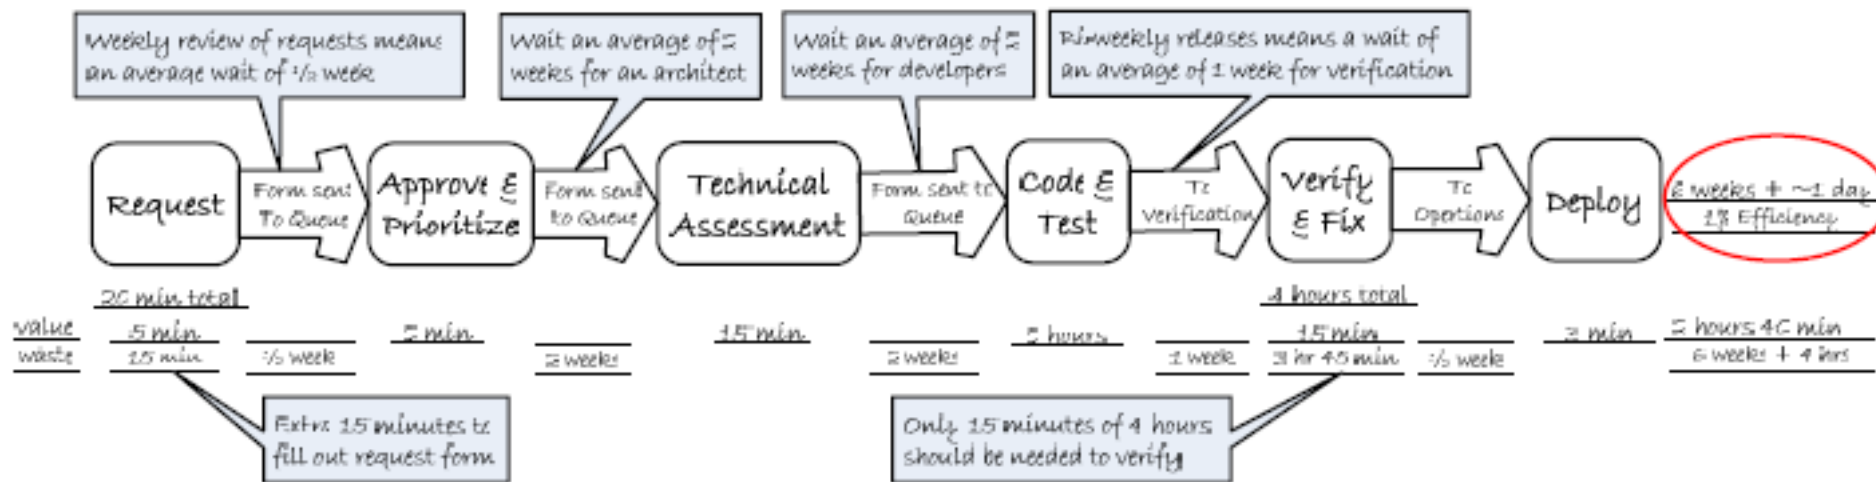 Weekly review of requests means
an average wait of ½ week
Wait an average of 2
weeks for an architect
Wait an average of 2
weeks for developers
Bi-weekly releases means a wait of
an average of 1 week for verification
Request
Form sent
To Queue
Approve &
Prioritize
Form sent
to Queue
Technical
Assessment
Form sent to
Queue
Code &
Test
To
Verification
Verify
& Fix
To
Opertions
Deploy
6 weeks + ~1 day
1% Efficiency
20 min total
4 hours total
value
5 min
2 min
15 min
2 hours
15 min
3 min
2 hours 40 min
waste
15 min
½ week
2 weeks
2 weeks
1 week
3 hr 45 min
½ week
6 weeks + 4 hrs
Extra 15 minutes to
fill out request form
Only 15 minutes of 4 hours
should be needed to verify